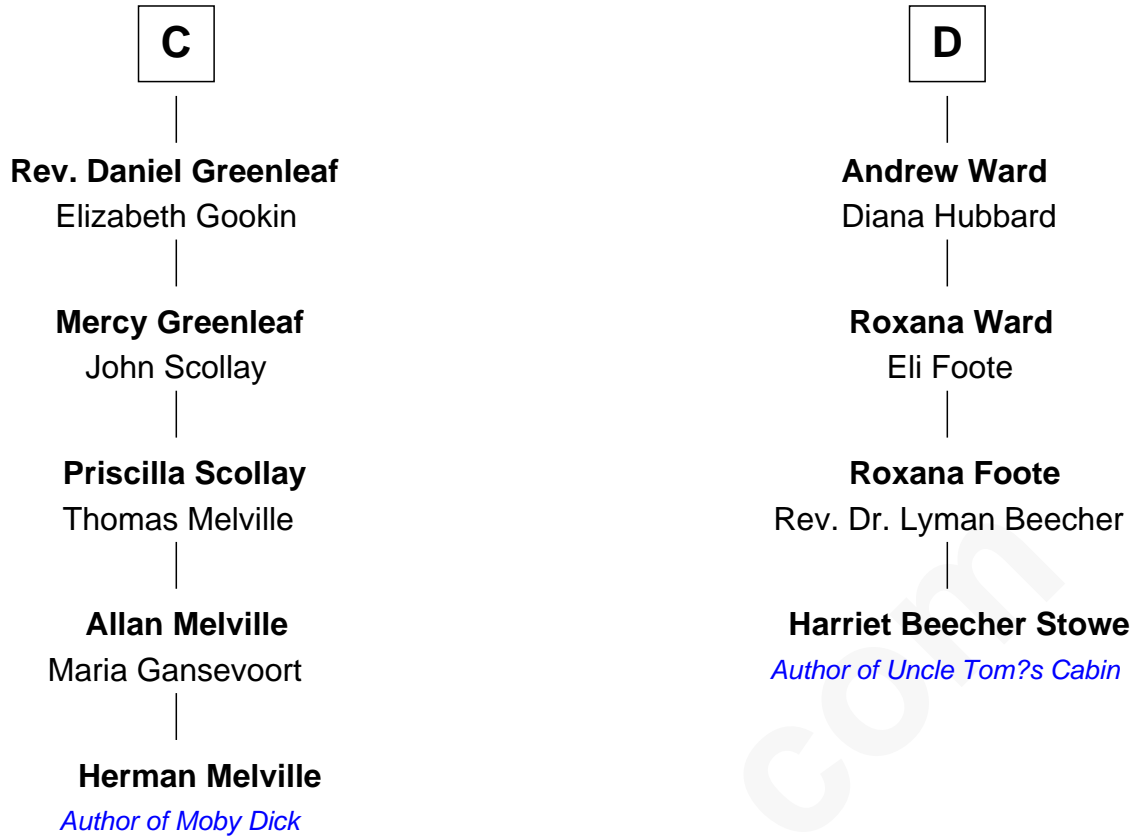 C
Rev. Daniel Greenleaf
Elizabeth Gookin
Mercy Greenleaf
John Scollay
Priscilla Scollay
Thomas Melville
Allan Melville
Maria Gansevoort
Herman Melville
Author of Moby Dick
D
Andrew Ward
Diana Hubbard
Roxana Ward
Eli Foote
Roxana Foote
Rev. Dr. Lyman Beecher
Harriet Beecher Stowe
Author of Uncle Tom?s Cabin
com